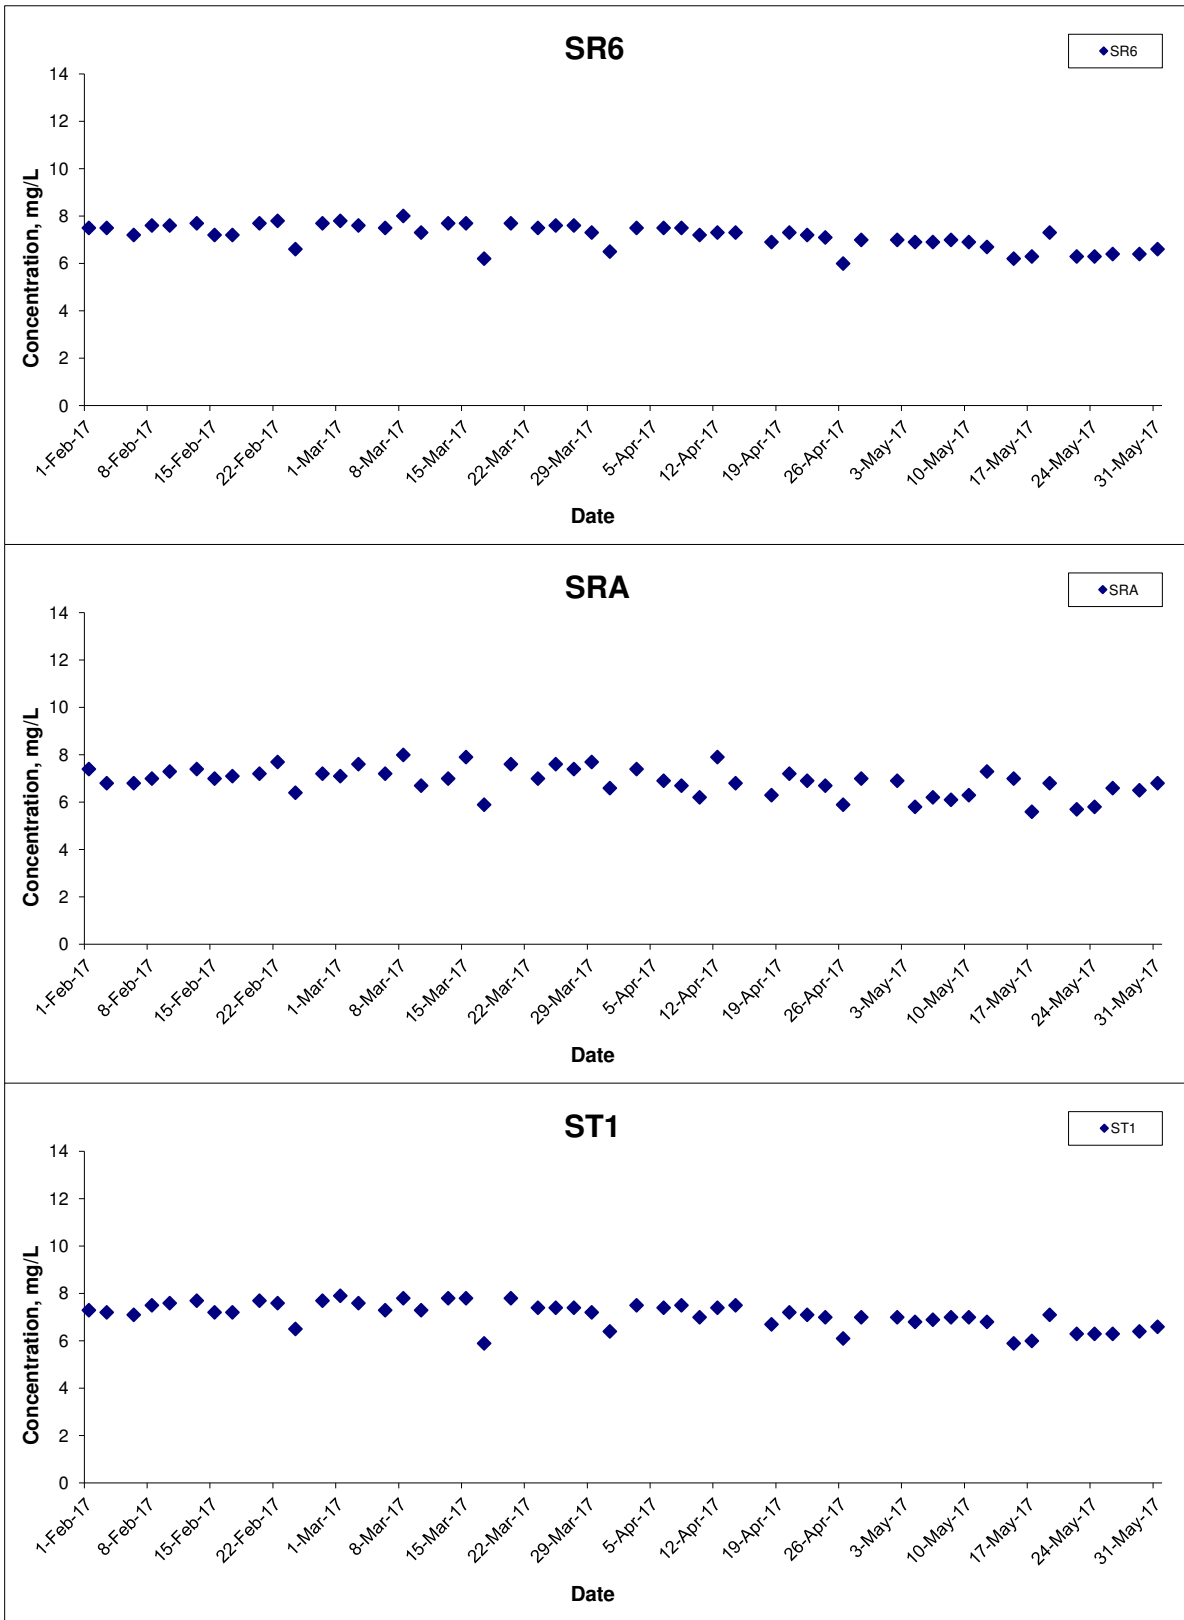 SR6
SR6
Concentration, mg/L
14
12
10
8
6
4
2
0
1-Feb-17
8-Feb-17
15-Feb-17
22-Feb-17
1-Mar-17
8-Mar-17
15-Mar-17
22-Mar-17
29-Mar-17
5-Apr-17
12-Apr-17
19-Apr-17
26-Apr-17
3-May-17
10-May-17
17-May-17
24-May-17
31-May-17
Date
SRA
SRA
Concentration, mg/L
14
12
10
8
6
4
2
0
1-Feb-17
8-Feb-17
15-Feb-17
22-Feb-17
1-Mar-17
8-Mar-17
15-Mar-17
22-Mar-17
29-Mar-17
5-Apr-17
12-Apr-17
19-Apr-17
26-Apr-17
3-May-17
10-May-17
17-May-17
24-May-17
31-May-17
Date
ST1
ST1
Concentration, mg/L
14
12
10
8
6
4
2
0
1-Feb-17
8-Feb-17
15-Feb-17
22-Feb-17
1-Mar-17
8-Mar-17
15-Mar-17
22-Mar-17
29-Mar-17
5-Apr-17
12-Apr-17
19-Apr-17
26-Apr-17
3-May-17
10-May-17
17-May-17
24-May-17
31-May-17
Date